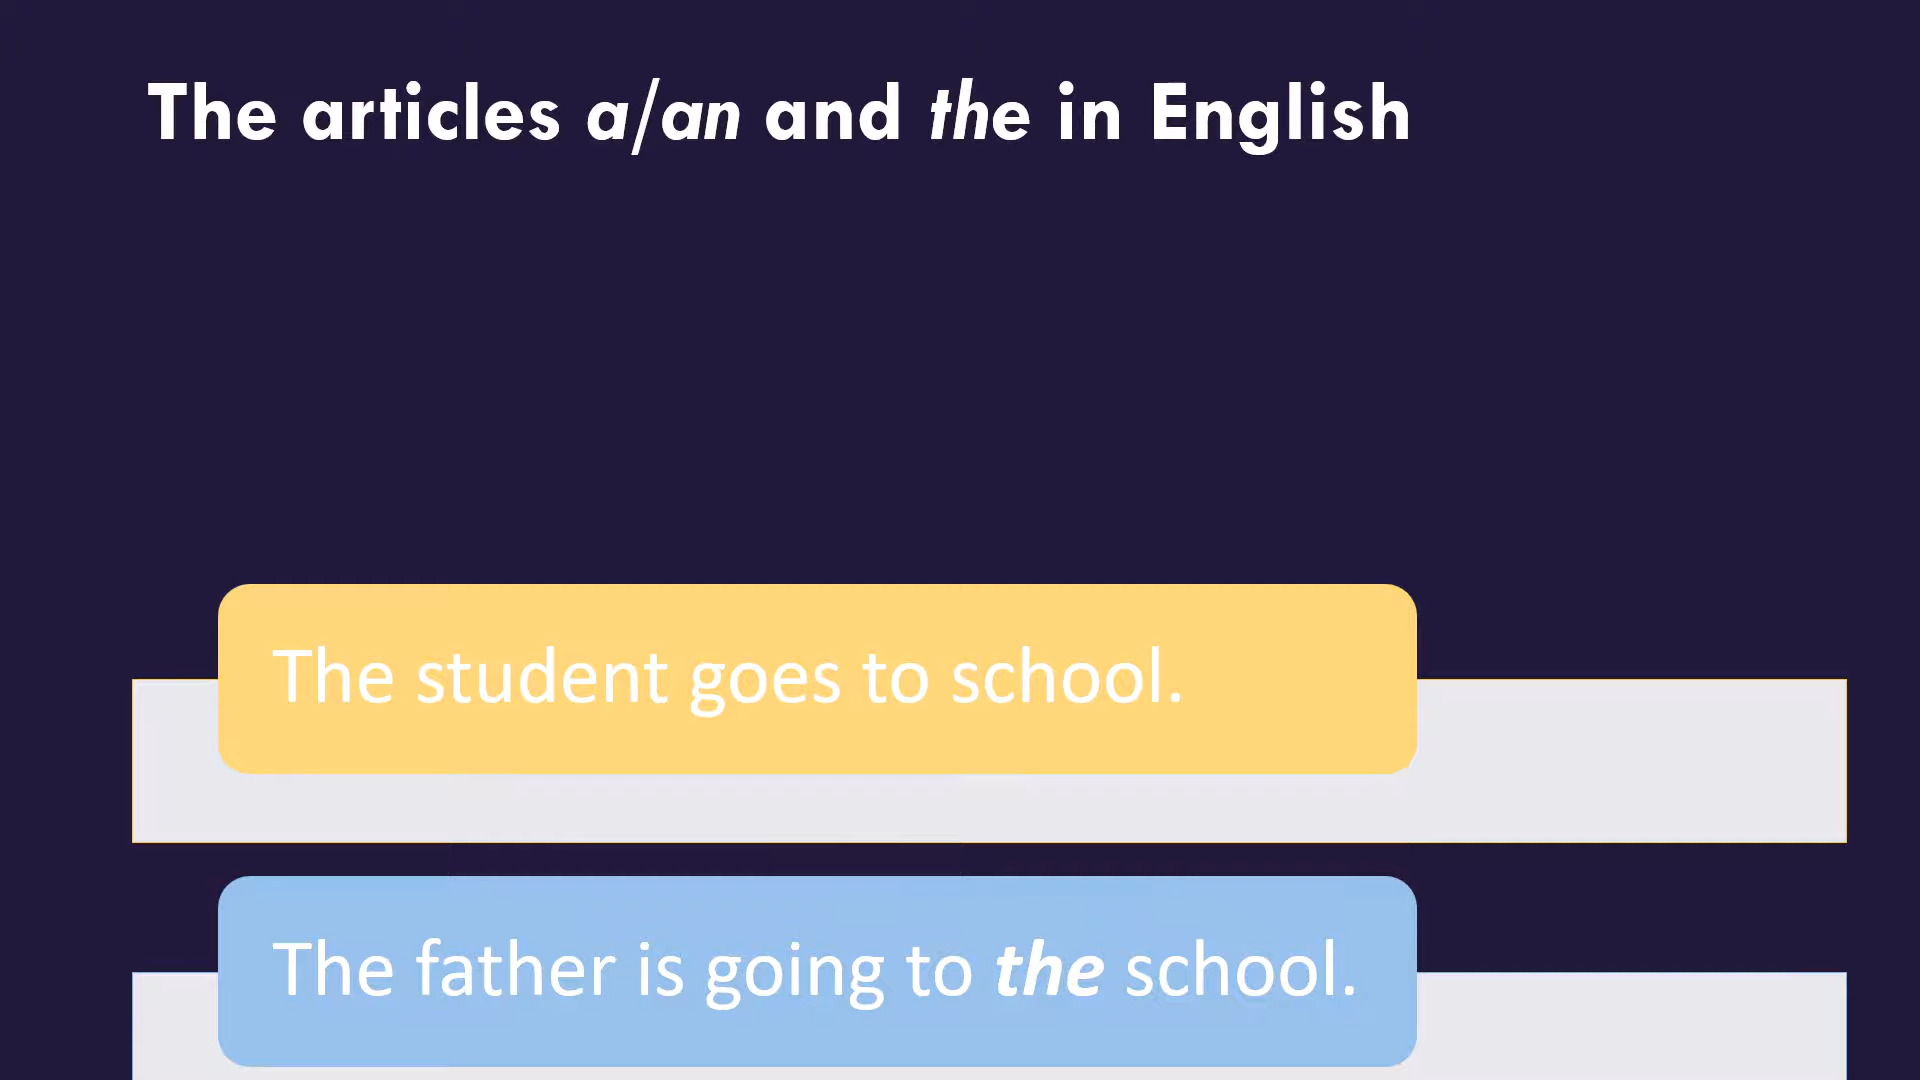 The articles a/an and the in English
The student goes to school.
The father is going to the school.